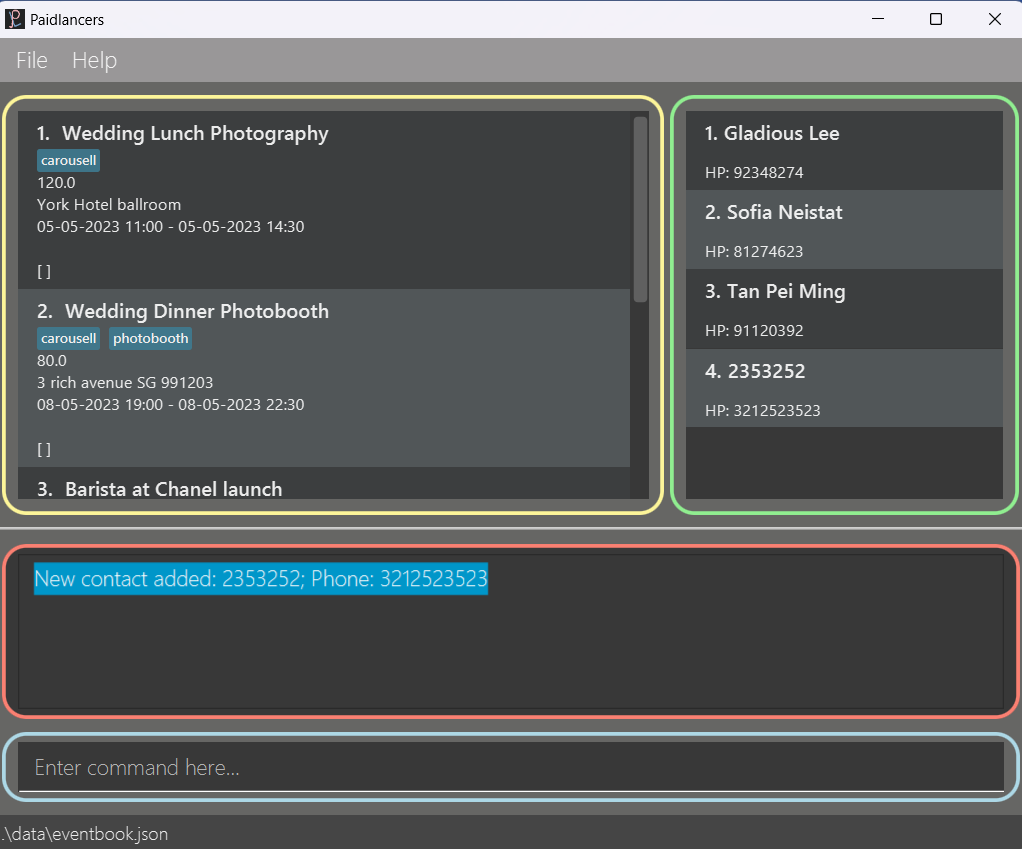 Paidlancers
File Help
1. Wedding Lunch Photography
carousell
120.0
York Hotel ballroom
05-05-2023 11:00 - 05-05-2023 14:30
[ ]
2. Wedding Dinner Photobooth
carousell photobooth
80.0
3 rich avenue SG 991203
08-05-2023 19:00 - 08-05-2023 22:30
[ ]
3. Barista at Chanel launch
1. Gladious Lee
HP: 92348274
2. Sofia Neistat
HP: 81274623
3. Tan Pei Ming
HP: 91120392
4. 2353252
HP: 3212523523
New contact added: 2353252; Phone: 3212523523
Enter command here...
.\data\eventbook.json